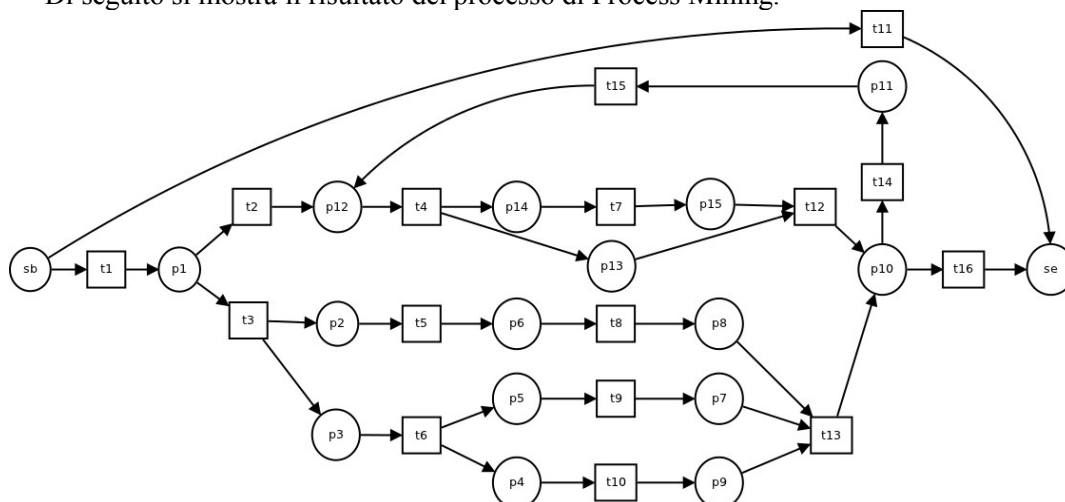 Di seguito si mostra il risultato del processo di Process Mining.
t11
t15
p11
t14
t2
p12
t4
p14
t7
p15
t12
sb
t1
p1
p13
p10
t16
se
t3
p2
t5
p6
t8
p8
p5
t9
p7
p3
t6
t13
p4
t10
p9